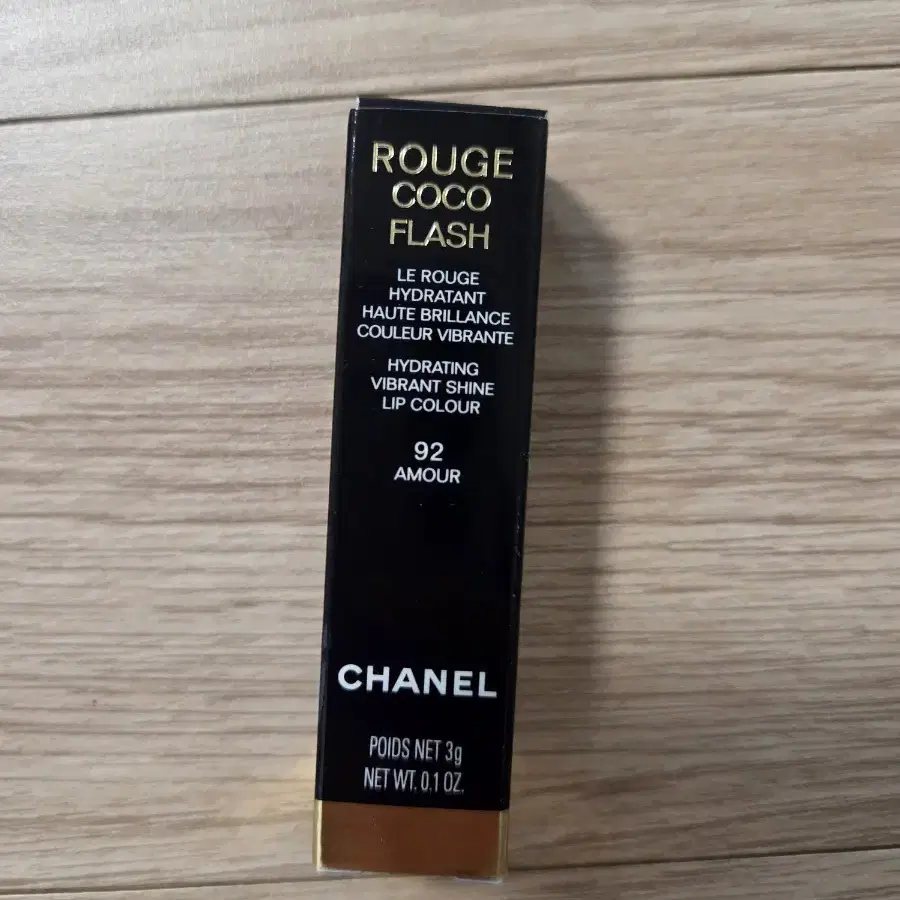 ROUGE
COCO
FLASH
LE ROUGE
HYDRATANT
HAUTE BRILLANCE
COULEUR VIBRANTE
HYDRATING
VIBRANT SHINE
LIP COLOUR
92
AMOUR
CHANEL
POIDS NET 3g
NET WT. 0.1 OZ.